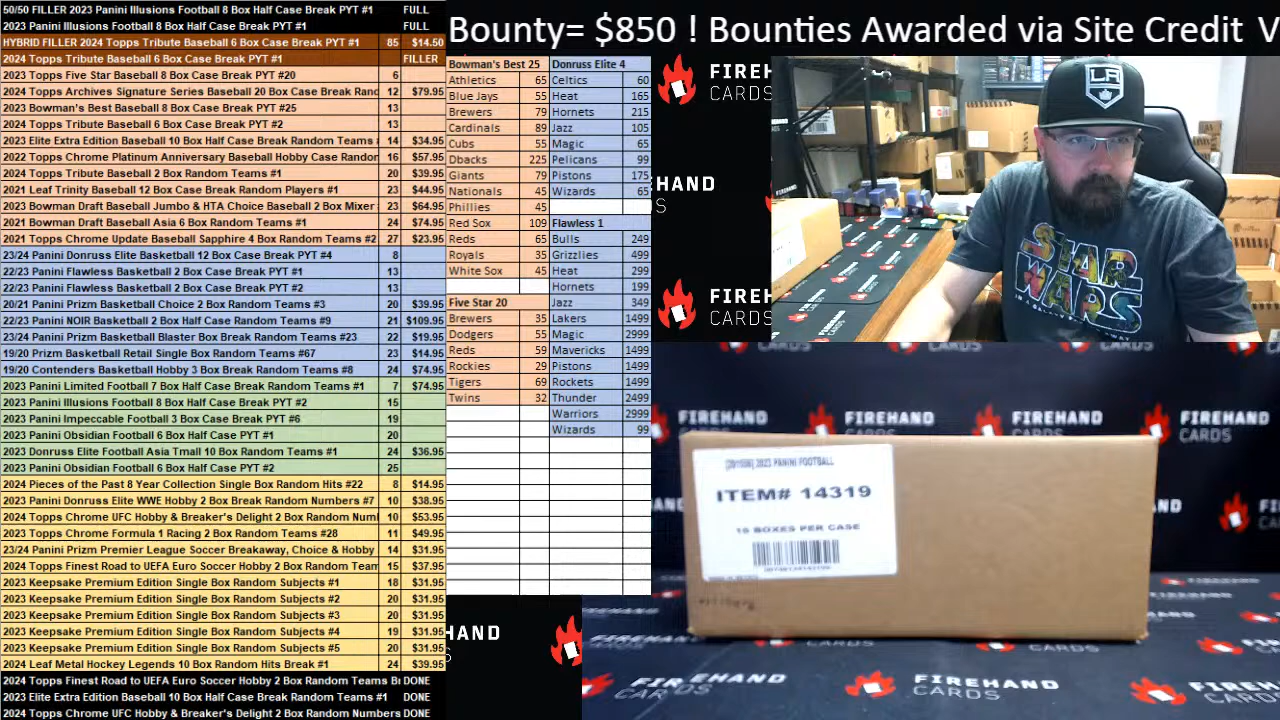 50/50 FILLER 2023 Panini Illusions Football 8 Box Half Case Break PYT #1 FULL
2023 Panini Illusions Football 8 Box Half Case Break PYT #1 FULL
HYBRID FILLER 2024 Topps Tribute Baseball 6 Box Case Break PYT #1 85 $14.50
2024 Topps Tribute Baseball 6 Box Case Break PYT #1 FILLER
2023 Topps Five Star Baseball 8 Box Case Break PYT #20 6
2024 Topps Archives Signature Series Baseball 20 Box Case Break Rand 12 $79.95
2023 Bowman's Best Baseball 8 Box Case Break PYT #25 13
2024 Topps Tribute Baseball 6 Box Case Break PYT #2 13
2023 Elite Extra Edition Baseball 10 Box Half Case Break Random Teams 14 $34.95
2022 Topps Chrome Platinum Anniversary Baseball Hobby Case Random 16 $57.95
2024 Topps Tribute Baseball 2 Box Random Teams #1 20 $39.95
2021 Leaf Trinity Baseball 12 Box Case Break Random Players #1 23 $44.95
2023 Bowman Draft Baseball Jumbo & HTA Choice Baseball 2 Box Mixer 23 $64.95
2021 Bowman Draft Baseball Asia 6 Box Random Teams #1 24 $74.95
2021 Topps Chrome Update Baseball Sapphire 4 Box Random Teams #2 27 $23.95
23/24 Panini Donruss Elite Basketball 12 Box Case Break PYT #4 8
22/23 Panini Flawless Basketball 2 Box Case Break PYT #1 13
22/23 Panini Flawless Basketball 2 Box Case Break PYT #2 13
20/21 Panini Prizm Basketball Choice 2 Box Random Teams #3 20 $39.95
22/23 Panini NOIR Basketball 2 Box Half Case Random Teams #9 21 $109.95
23/24 Panini Prizm Basketball Blaster Box Break Random Teams #23 22 $19.95
19/20 Prizm Basketball Retail Single Box Random Teams #67 23 $14.95
19/20 Contenders Basketball Hobby 3 Box Break Random Teams #8 24 $74.95
2023 Panini Limited Football 7 Box Half Case Break Random Teams #1 7 $74.95
2023 Panini Illusions Football 8 Box Half Case Break PYT #2 15
2023 Panini Impeccable Football 3 Box Case Break PYT #6 19
2023 Panini Obsidian Football 6 Box Half Case PYT #1 20
2023 Donruss Elite Football Asia Tmall 10 Box Random Teams #1 24 $36.95
2023 Panini Obsidian Football 6 Box Half Case PYT #2 25
2024 Pieces of the Past 8 Year Collection Single Box Random Hits #22 8 $14.95
2023 Panini Donruss Elite WWE Hobby 2 Box Break Random Numbers #7 10 $38.95
2024 Topps Chrome UFC Hobby & Breaker's Delight 2 Box Random Numl 10 $53.95
2023 Topps Chrome Formula 1 Racing 2 Box Random Teams #28 11 $49.95
23/24 Panini Prizm Premier League Soccer Breakaway, Choice & Hobby 14 $31.95
2024 Topps Finest Road to UEFA Euro Soccer Hobby 2 Box Random Team 15 $37.95
2023 Keepsake Premium Edition Single Box Random Subjects #1 18 $31.95
2023 Keepsake Premium Edition Single Box Random Subjects #2 20 $31.95
2023 Keepsake Premium Edition Single Box Random Subjects #3 20 $31.95
2023 Keepsake Premium Edition Single Box Random Subjects #4 19 $31.95
2023 Keepsake Premium Edition Single Box Random Subjects #5 20 $31.95
2024 Leaf Metal Hockey Legends 10 Box Random Hits Break #1 24 $39.95
2024 Topps Finest Road to UEFA Euro Soccer Hobby 2 Box Random Teams B DONE
2023 Elite Extra Edition Baseball 10 Box Half Case Break Random Teams #1 DONE
2024 Topps Chrome UFC Hobby & Breaker's Delight 2 Box Random Numbers DONE
Bounty= $850 ! Bounties Awarded via Site Credit V
Bowman's Best 25
Athletics 65
Blue Jays 55
Brewers 79
Cardinals 89
Cubs 55
Dbacks 225
Giants 79
Nationals 45
Phillies 45
Red Sox 109
Reds 65
Royals 35
White Sox 45
Five Star 20
Brewers 35
Dodgers 55
Reds 59
Rockies 29
Tigers 69
Twins 32
Donruss Elite 4
Celtics 60
Heat 165
Hornets 215
Jazz 105
Magic 65
Pelicans 99
Pistons 175
Wizards 65
Flawless 1
Bulls 249
Grizzlies 499
Heat 299
Hornets 199
Jazz 349
Lakers 1499
Magic 2999
Mavericks 1499
Pistons 1499
Rockets 1499
Thunder 2499
Warriors 2999
Wizards 99
FIREH
CARDS
EHAND
S
FIREH
CARDS
HAND
LA
STAR
WARS
FIREHAND
CARDS
FIREHAND
CARDS
FIREHAND
CARDS
FIREHAND
2023 PANINI FOOTBALL
ITEM# 14319
16 BOXES PER CASE
FIREHAND
CARDS
FIREHAND
CARDS